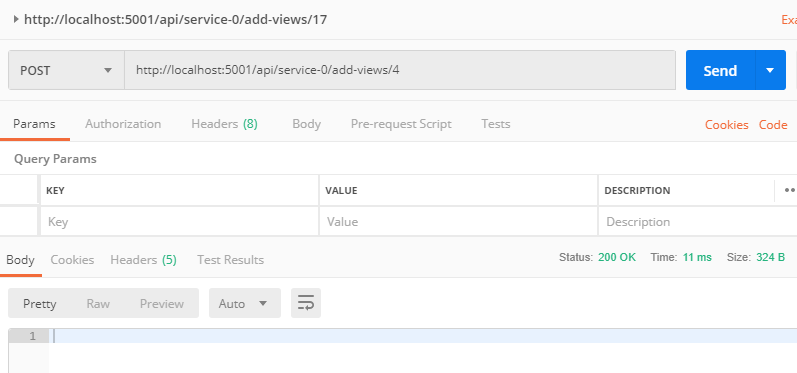 http://localhost:5001/api/service-0/add-views/17 Exa
POST http://localhost:5001/api/service-0/add-views/4 Send
Params Authorization Headers (8) Body Pre-request Script Tests Cookies Code
Query Params
KEY VALUE DESCRIPTION
Key Value Description
Body Cookies Headers (5) Test Results Status: 200 OK Time: 11 ms Size: 324 B
Pretty Raw Preview Auto
1